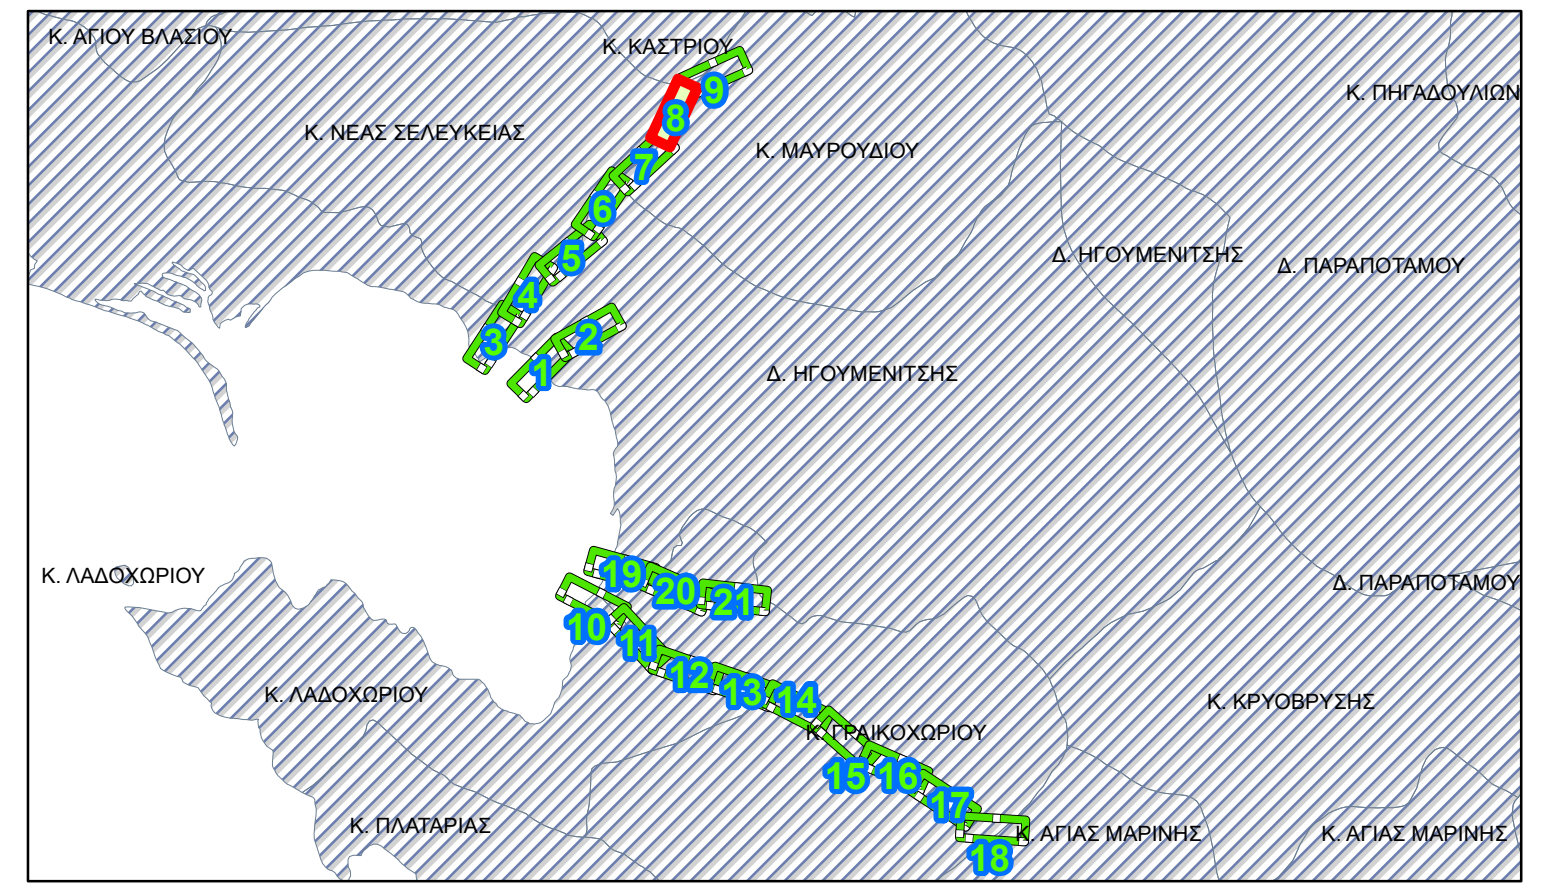 Κ. ΑΓΙΟΥ ΒΛΑΣΙΟΥ
Κ. ΚΑΣΤΡΙΟΥ
9
Κ. ΠΗΓΑΔΟΥΛΙΩΝ
8
Κ. ΝΕΑΣ ΣΕΛΕΥΚΕΙΑΣ
Κ. ΜΑΥΡΟΥΔΙΟΥ
7
6
Δ. ΗΓΟΥΜΕΝΙΤΣΗΣ
5
Δ. ΠΑΡΑΠΟΤΑΜΟΥ
4
3
2
1
Δ. ΗΓΟΥΜΕΝΙΤΣΗΣ
Κ. ΛΑΔΟΧΩΡΙΟΥ
19
20
21
Δ. ΠΑΡΑΠΟΤΑΜΟΥ
10
11
12
13
14
Κ. ΛΑΔΟΧΩΡΙΟΥ
Κ. ΚΡΥΟΒΡΥΣΗΣ
Κ. ΓΡΑΙΚΟΧΩΡΙΟΥ
15
16
17
Κ. ΠΛΑΤΑΡΙΑΣ
Κ. ΑΓΙΑΣ ΜΑΡΙΝΗΣ
Κ. ΑΓΙΑΣ ΜΑΡΙΝΗΣ
18